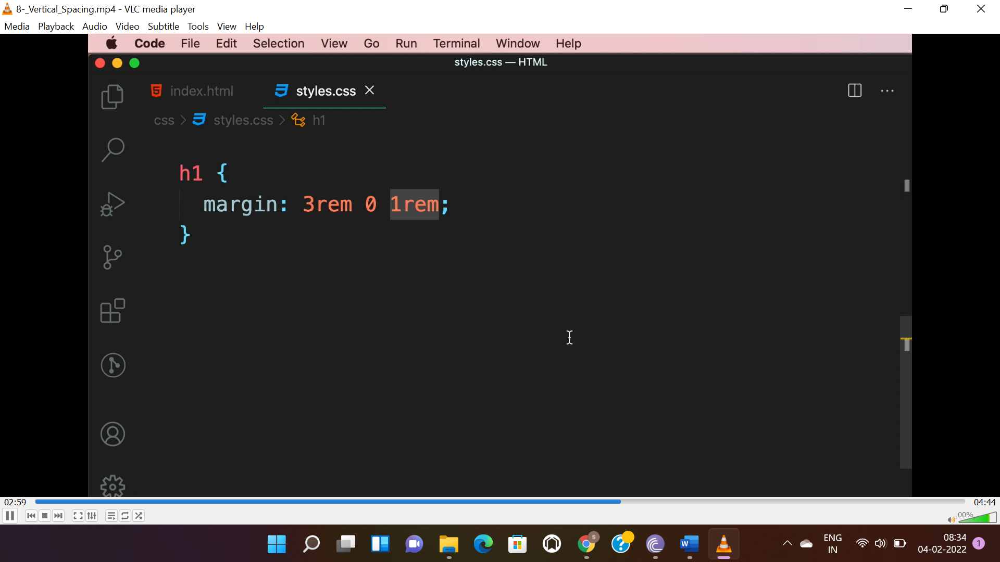 8-_Vertical_Spacing.mp4 - VLC media player
Media Playback Audio Video Subtitle Tools View Help
Code File Edit Selection View Go Run Terminal Window Help
styles.css — HTML
index.html styles.css
css > styles.css > h1
h1 {
margin: 3rem 0 1rem;
}
02:59 04:44
100%
ENG 08:34
IN 04-02-2022 1